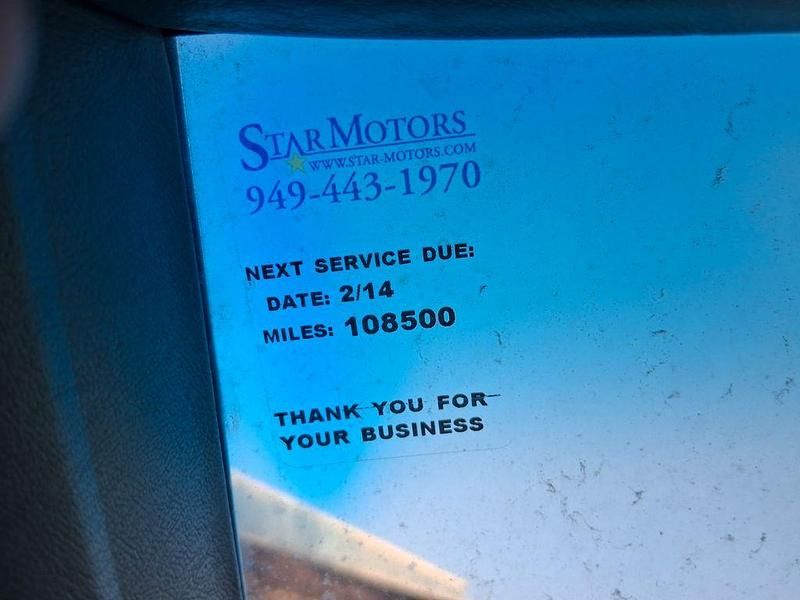 STAR MOTORS
WWW.STAR-MOTORS.COM
949-443-1970
NEXT SERVICE DUE:
DATE: 2/14
MILES: 108500
THANK YOU FOR
YOUR BUSINESS